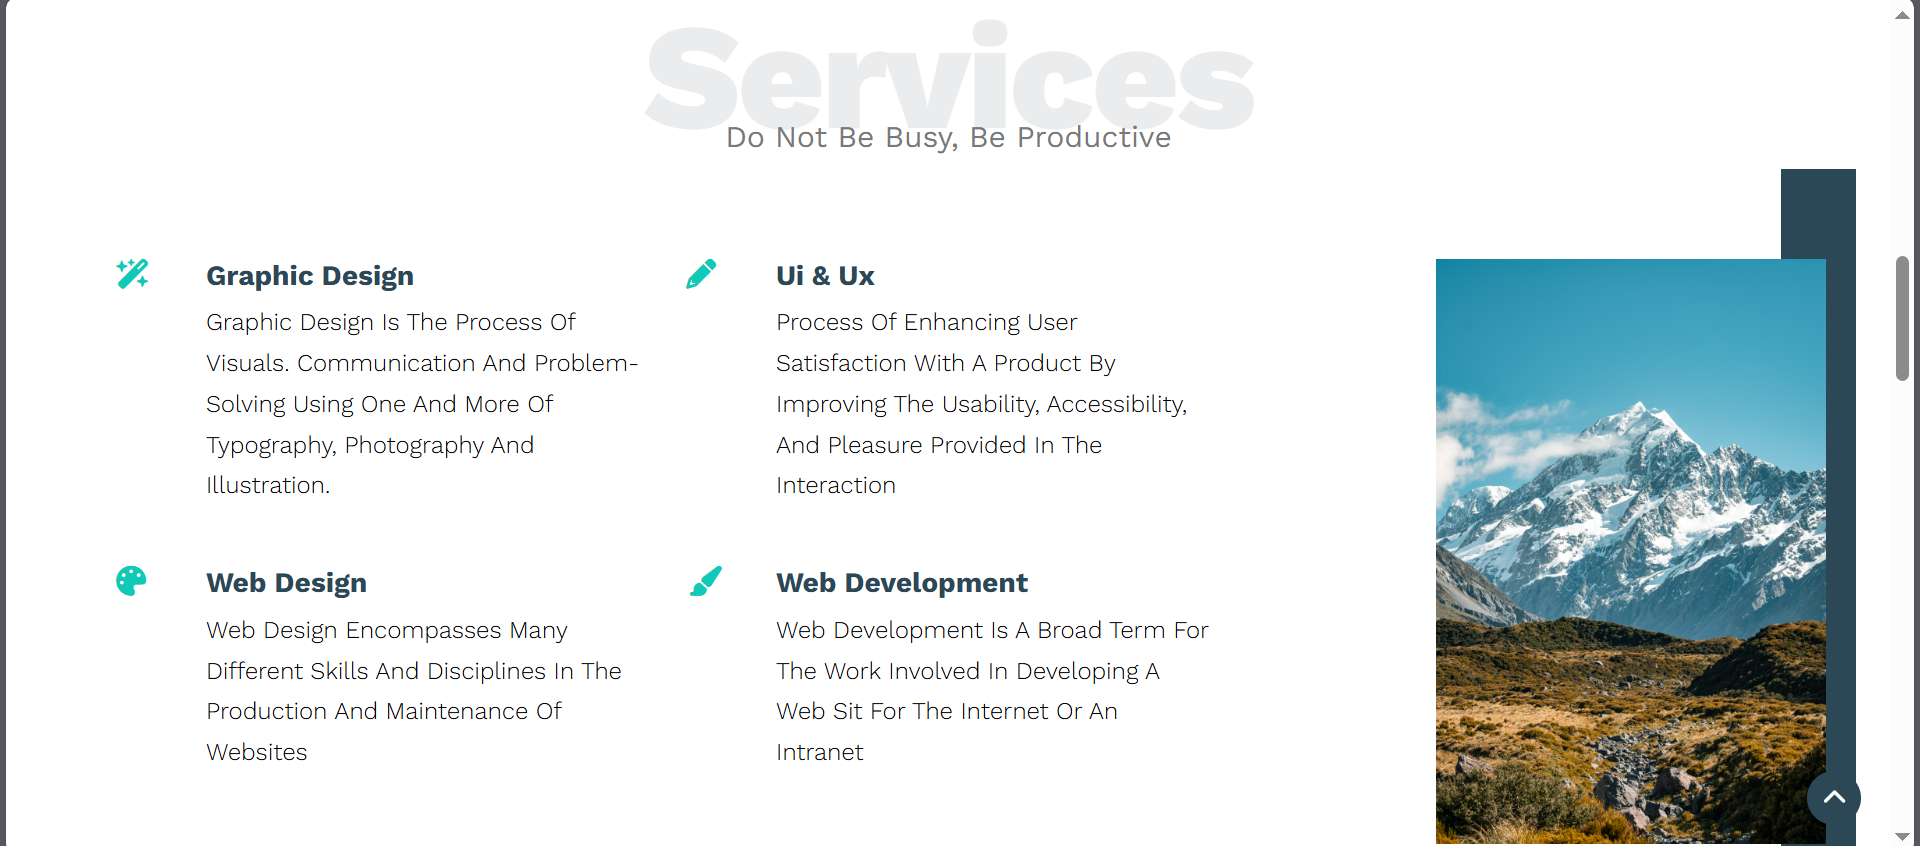 Services
Do Not Be Busy, Be Productive
Graphic Design
Graphic Design Is The Process Of
Visuals. Communication And Problem-
Solving Using One And More Of
Typography, Photography And
Illustration.
Ui & Ux
Process Of Enhancing User
Satisfaction With A Product By
Improving The Usability, Accessibility,
And Pleasure Provided In The
Interaction
Web Design
Web Design Encompasses Many
Different Skills And Disciplines In The
Production And Maintenance Of
Websites
Web Development
Web Development Is A Broad Term For
The Work Involved In Developing A
Web Sit For The Internet Or An
Intranet